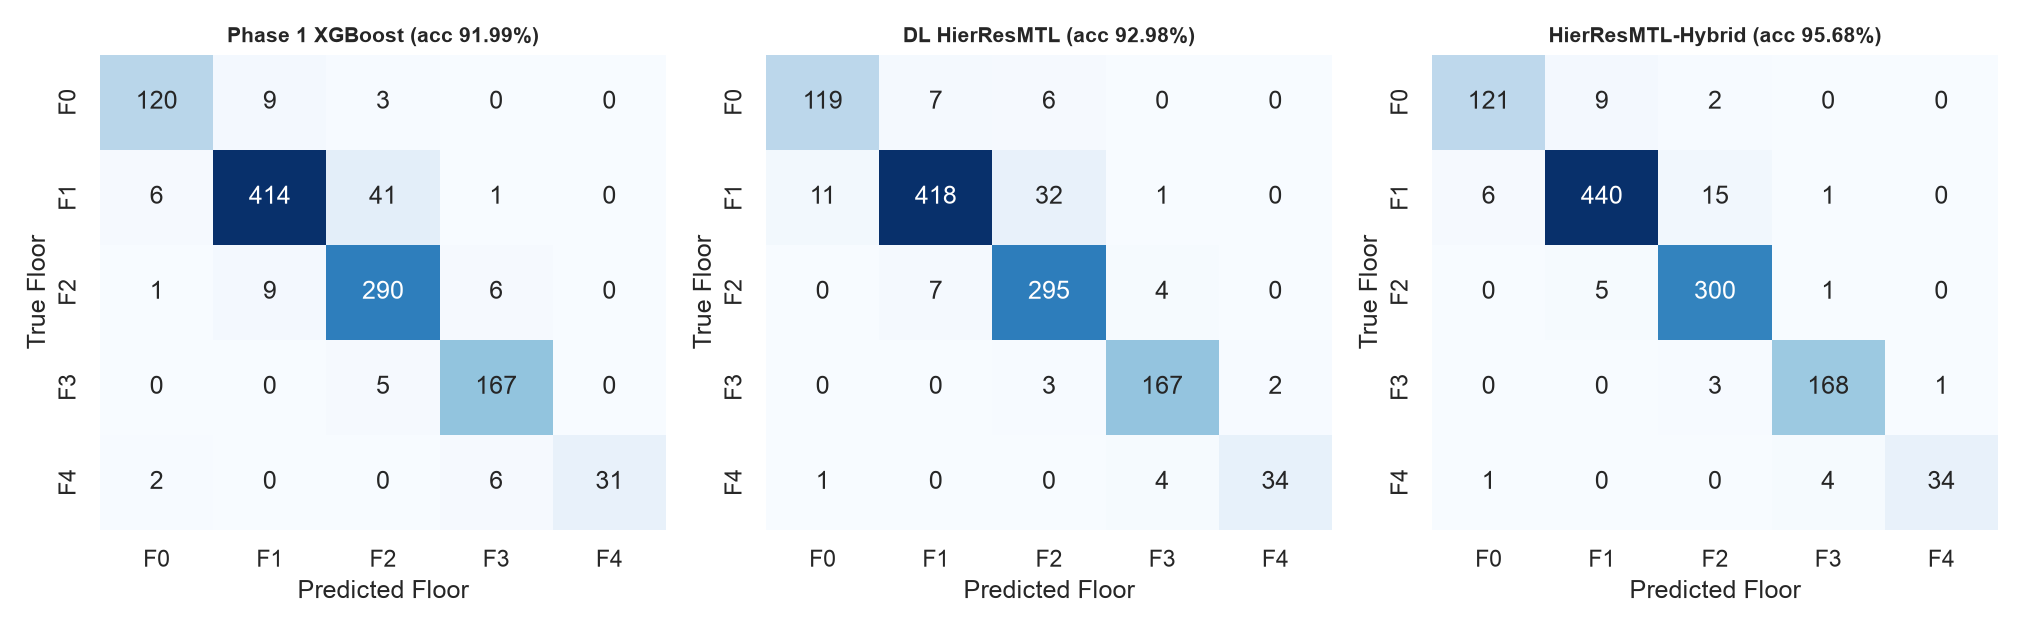 Phase 1 XGBoost (acc 91.99%)
True Floor
F0 120 9 3 0 0
F1 6 414 41 1 0
F2 1 9 290 6 0
F3 0 0 5 167 0
F4 2 0 0 6 31
F0 F1 F2 F3 F4
Predicted Floor
DL HierResMTL (acc 92.98%)
True Floor
F0 119 7 6 0 0
F1 11 418 32 1 0
F2 0 7 295 4 0
F3 0 0 3 167 2
F4 1 0 0 4 34
F0 F1 F2 F3 F4
Predicted Floor
HierResMTL-Hybrid (acc 95.68%)
True Floor
F0 121 9 2 0 0
F1 6 440 15 1 0
F2 0 5 300 1 0
F3 0 0 3 168 1
F4 1 0 0 4 34
F0 F1 F2 F3 F4
Predicted Floor